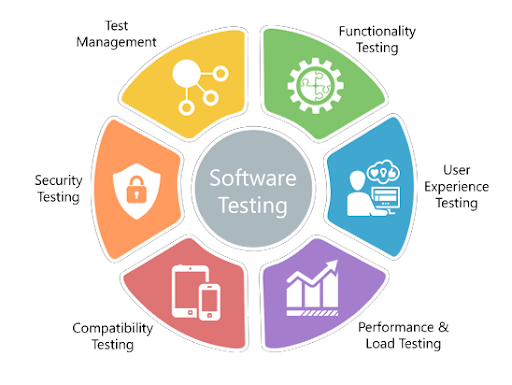 Test
Management
Functionality
Testing
Security
Testing
Software
Testing
User
Experience
Testing
Compatibility
Testing
Performance &
Load Testing